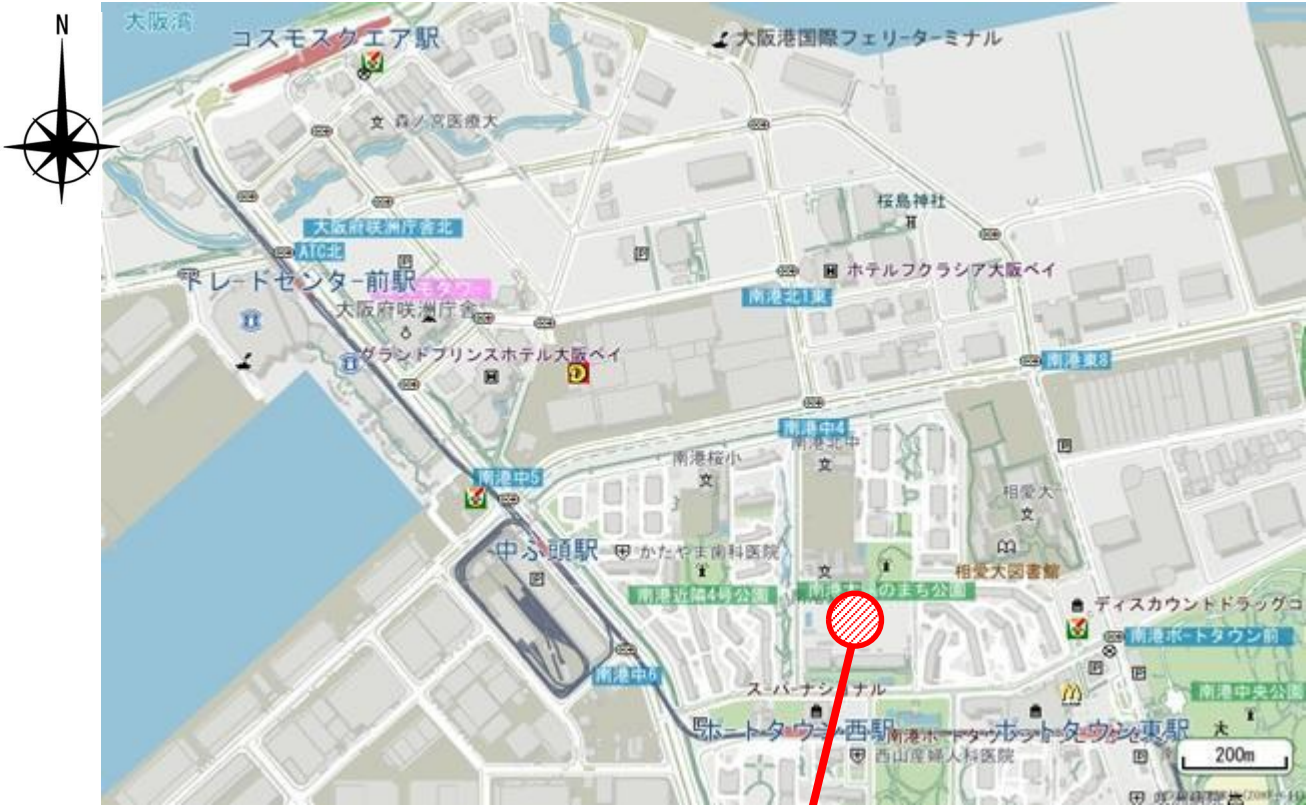 N
大阪湾
コスモスクエア駅
大阪港国際フェリーターミナル
文 森ノ宮医療大
桜島神社
大阪府咲洲庁舎北
ATC北
P
P
トレードセンター前駅
H ホテルフクラシア大阪ベイ
南港北1東
大阪府咲洲庁舎
グランドプリンスホテル大阪ベイ
H
南港東8
南港中4
南港北中
文
P
南港桜小
文
南港中5
相愛大
文
中ふ頭駅
P
かたやま歯科医院
相愛大図書館
文
南港近隣4号公園
のまち公園
ディスカウントドラッグコ
南港ポートタウン前
南港中6
P
P
スーパーナショナル
南港中央公園
ポートタウン西駅
ポートタウン東駅
P
西山産婦人科医院
P
200m